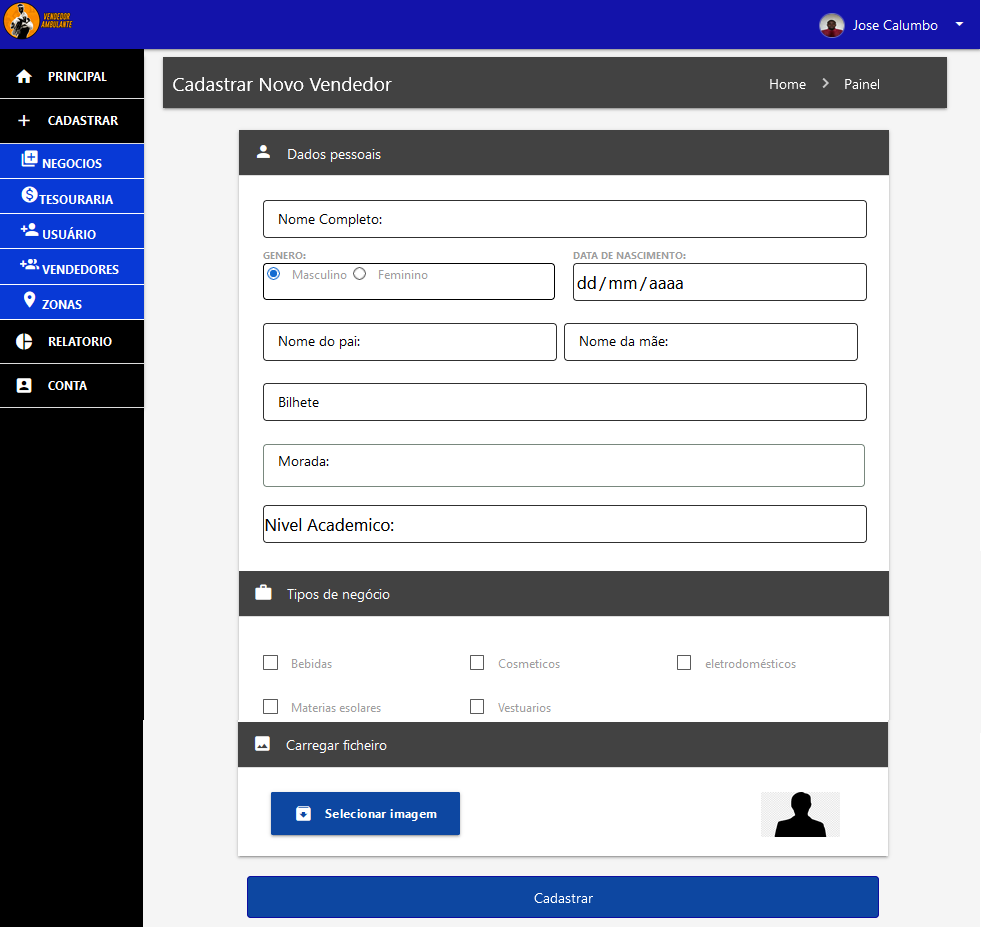 VENDEDOR
AMBULANTE
Jose Calumbo
PRINCIPAL
CADASTRAR
NEGOCIOS
TESOURARIA
USUÁRIO
VENDEDORES
ZONAS
RELATORIO
CONTA
Cadastrar Novo Vendedor
Home > Painel
Dados pessoais
Nome Completo:
GENERO:
Masculino Feminino
DATA DE NASCIMENTO:
dd/mm/aaaa
Nome do pai:
Nome da mãe:
Bilhete
Morada:
Nivel Academico:
Tipos de negócio
Bebidas
Cosmeticos
eletrodomésticos
Materias esolares
Vestuarios
Carregar ficheiro
Selecionar imagem
Cadastrar